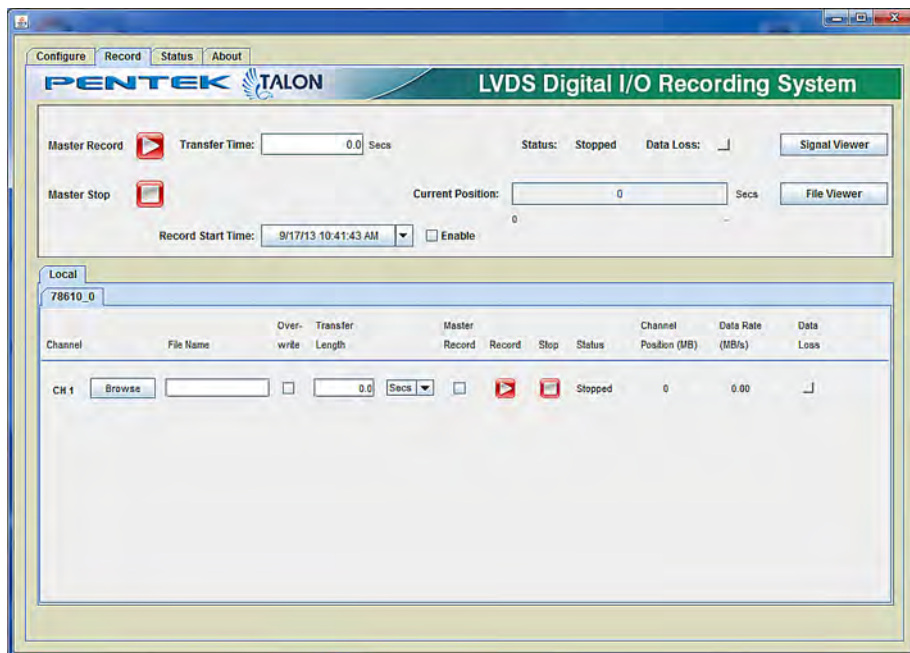 Configure Record Status About
PENTEK TALON LVDS Digital I/O Recording System
Master Record Transfer Time: 0.0 Secs Status: Stopped Data Loss: Signal Viewer
Master Stop Current Position: 0 Secs File Viewer
0 --
Record Start Time: 9/17/13 10:41:43 AM Enable
Local
78610_0
Over- Transfer Master Channel Data Rate Data
Channel File Name write Length Record Record Stop Status Position (MB) (MB/s) Loss
CH 1 Browse 0.0 Secs Stopped 0 0.00